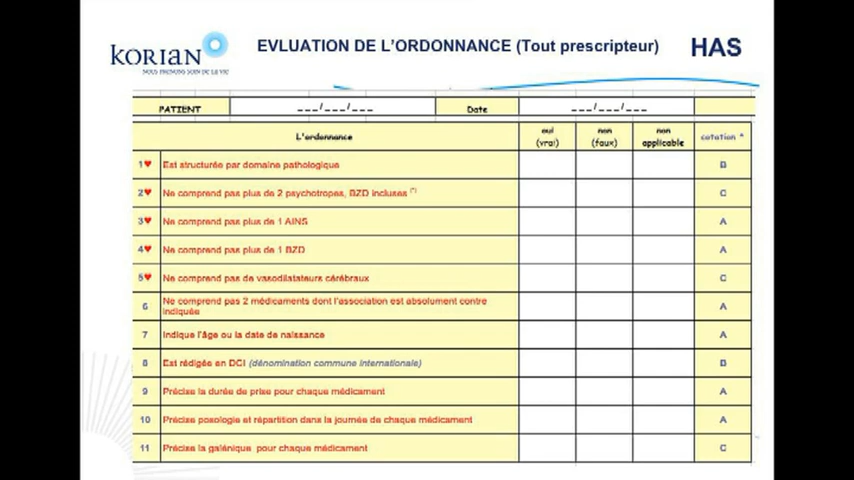 KORIAN
NOUS PRENONS SOIN DE LA VIE
EVLUATION DE L'ORDONNANCE (Tout prescripteur)
HAS
PATIENT ___/___/___ Date ___/___/___
L'ordonnance oui (vrai) non (faux) non applicable cotation *
1♥ Est structurée par domaine pathologique B
2♥ Ne comprend pas plus de 2 psychotropes, BZD incluses (*) C
3♥ Ne comprend pas plus de 1 AINS A
4♥ Ne comprend pas plus de 1 BZD A
5♥ Ne comprend pas de vasodilatateurs cérébraux C
6 Ne comprend pas 2 médicaments dont l'association est absolument contre
indiquée A
7 Indique l'âge ou la date de naissance A
8 Est rédigée en DCI (dénomination commune internationale) B
9 Précise la durée de prise pour chaque médicament A
10 Précise posologie et répartition dans la journée de chaque médicament A
11 Précise la galénique pour chaque médicament C